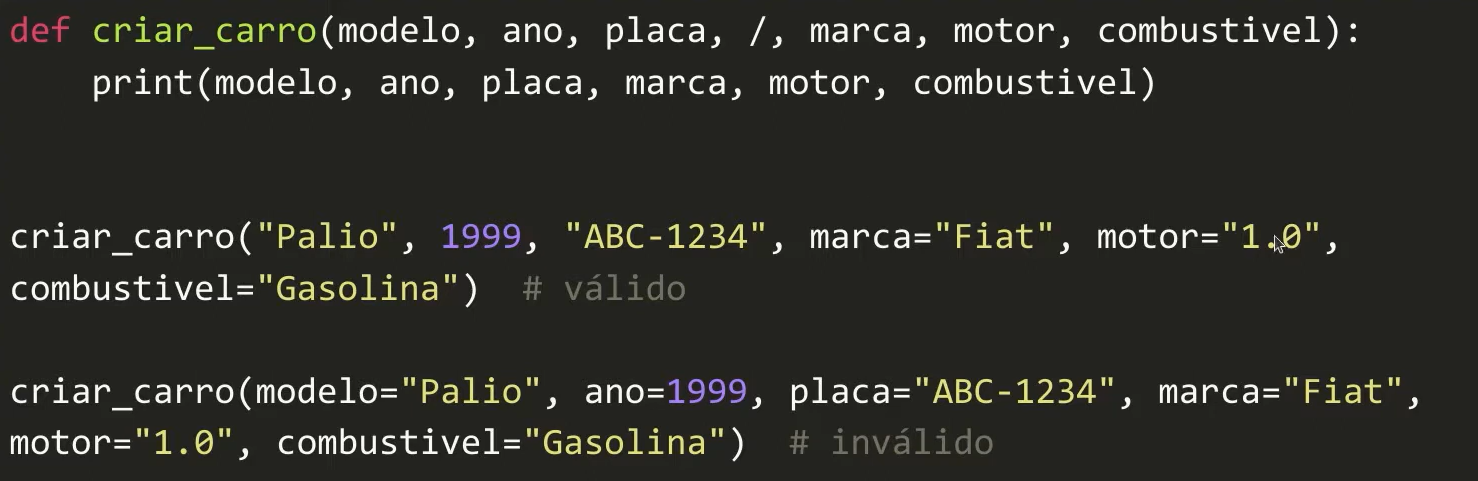 def criar_carro(modelo, ano, placa, /, marca, motor, combustivel):
    print(modelo, ano, placa, marca, motor, combustivel)
criar_carro("Palio", 1999, "ABC-1234", marca="Fiat", motor="1.0",
combustivel="Gasolina")  # válido
criar_carro(modelo="Palio", ano=1999, placa="ABC-1234", marca="Fiat",
motor="1.0", combustivel="Gasolina")  # inválido